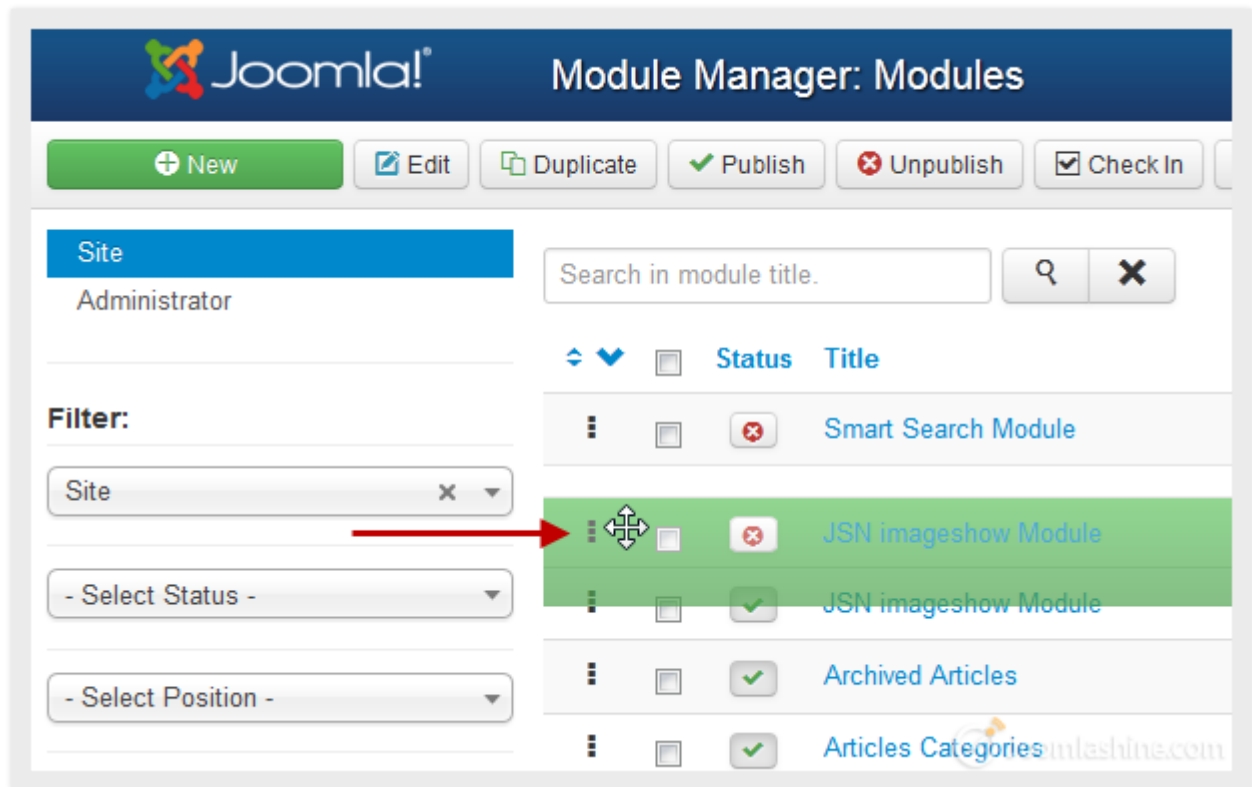 Joomla!®
Module Manager: Modules
New
Edit
Duplicate
Publish
Unpublish
Check In
Site
Administrator
Search in module title.
Status
Title
Filter:
Smart Search Module
Site
JSN imageshow Module
- Select Status -
JSN imageshow Module
Archived Articles
- Select Position -
Articles Categories
Joomlashine.com